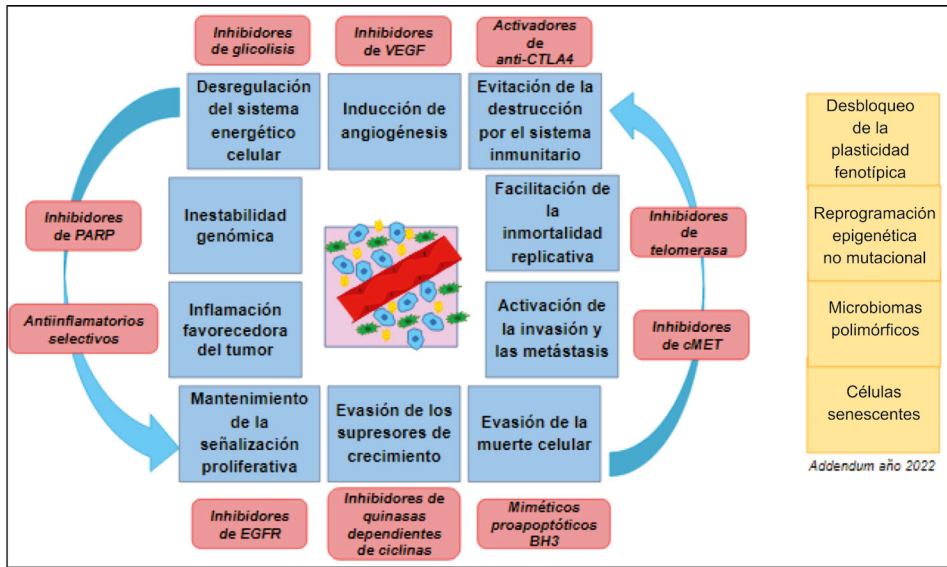 Inhibidores
de glicolisis
Inhibidores
de VEGF
Activadores
de
anti-CTLA4
Desregulación
del sistema
energético
celular
Inducción de
angiogénesis
Evitación de la
destrucción
por el sistema
inmunitario
Inhibidores
de PARP
Inestabilidad
genómica
Facilitación de
la
inmortalidad
replicativa
Inhibidores
de
telomerasa
Antiinflamatorios
selectivos
Inflamación
favorecedora
del tumor
Activación de
la invasión y
las metástasis
Inhibidores
de cMET
Mantenimiento
de la
señalización
proliferativa
Evasión de los
supresores de
crecimiento
Evasión de la
muerte celular
Inhibidores
de EGFR
Inhibidores de
quinasas
dependientes
de ciclinas
Miméticos
proapoptóticos
BH3
Desbloqueo
de la
plasticidad
fenotípica
Reprogramación
epigenética
no mutacional
Microbiomas
polimórficos
Células
senescentes
Addendum año 2022